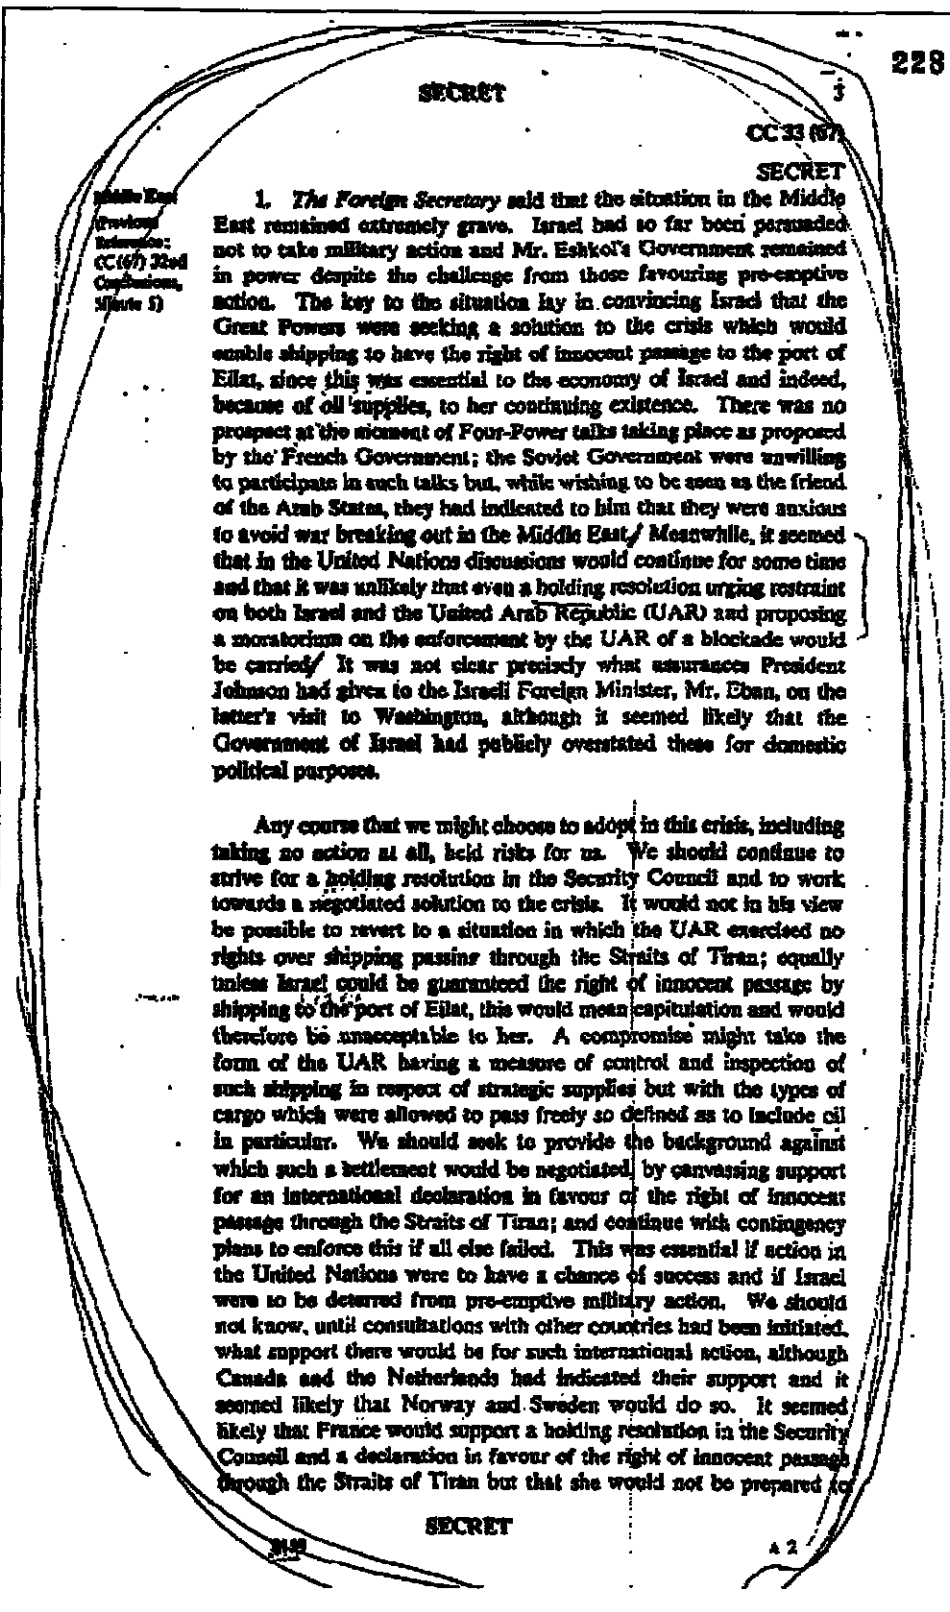 228
SECRET
3
CC 33 (67)
SECRET
Middle East
(Previous
Reference:
CC (67) 32nd
Conclusions,
Minute 5)
1. The Foreign Secretary said that the situation in the Middle
East remained extremely grave. Israel had so far been persuaded
not to take military action and Mr. Eshkol's Government remained
in power despite the challenge from those favouring pre-emptive
action. The key to the situation lay in convincing Israel that the
Great Powers were seeking a solution to the crisis which would
enable shipping to have the right of innocent passage to the port of
Eilat, since this was essential to the economy of Israel and indeed,
because of oil supplies, to her continuing existence. There was no
prospect at the moment of Four-Power talks taking place as proposed
by the French Government; the Soviet Government were unwilling
to participate in such talks but, while wishing to be seen as the friend
of the Arab States, they had indicated to him that they were anxious
to avoid war breaking out in the Middle East. Meanwhile, it seemed
that in the United Nations discussions would continue for some time
and that it was unlikely that even a holding resolution urging restraint
on both Israel and the United Arab Republic (UAR) and proposing
a moratorium on the enforcement by the UAR of a blockade would
be carried. It was not clear precisely what assurances President
Johnson had given to the Israeli Foreign Minister, Mr. Eban, on the
latter's visit to Washington, although it seemed likely that the
Government of Israel had publicly overstated these for domestic
political purposes.
Any course that we might choose to adopt in this crisis, including
taking no action at all, held risks for us. We should continue to
strive for a holding resolution in the Security Council and to work
towards a negotiated solution to the crisis. It would not in his view
be possible to revert to a situation in which the UAR exercised no
rights over shipping passing through the Straits of Tiran; equally
unless Israel could be guaranteed the right of innocent passage by
shipping to the port of Eilat, this would mean capitulation and would
therefore be unacceptable to her. A compromise might take the
form of the UAR having a measure of control and inspection of
such shipping in respect of strategic supplies but with the types of
cargo which were allowed to pass freely so defined as to include oil
in particular. We should seek to provide the background against
which such a settlement would be negotiated, by canvassing support
for an international declaration in favour of the right of innocent
passage through the Straits of Tiran; and continue with contingency
plans to enforce this if all else failed. This was essential if action in
the United Nations were to have a chance of success and if Israel
were to be deterred from pre-emptive military action. We should
not know, until consultations with other countries had been initiated,
what support there would be for such international action, although
Canada and the Netherlands had indicated their support and it
seemed likely that Norway and Sweden would do so. It seemed
likely that France would support a holding resolution in the Security
Council and a declaration in favour of the right of innocent passage
through the Straits of Tiran but that she would not be prepared to
SECRET
A 2